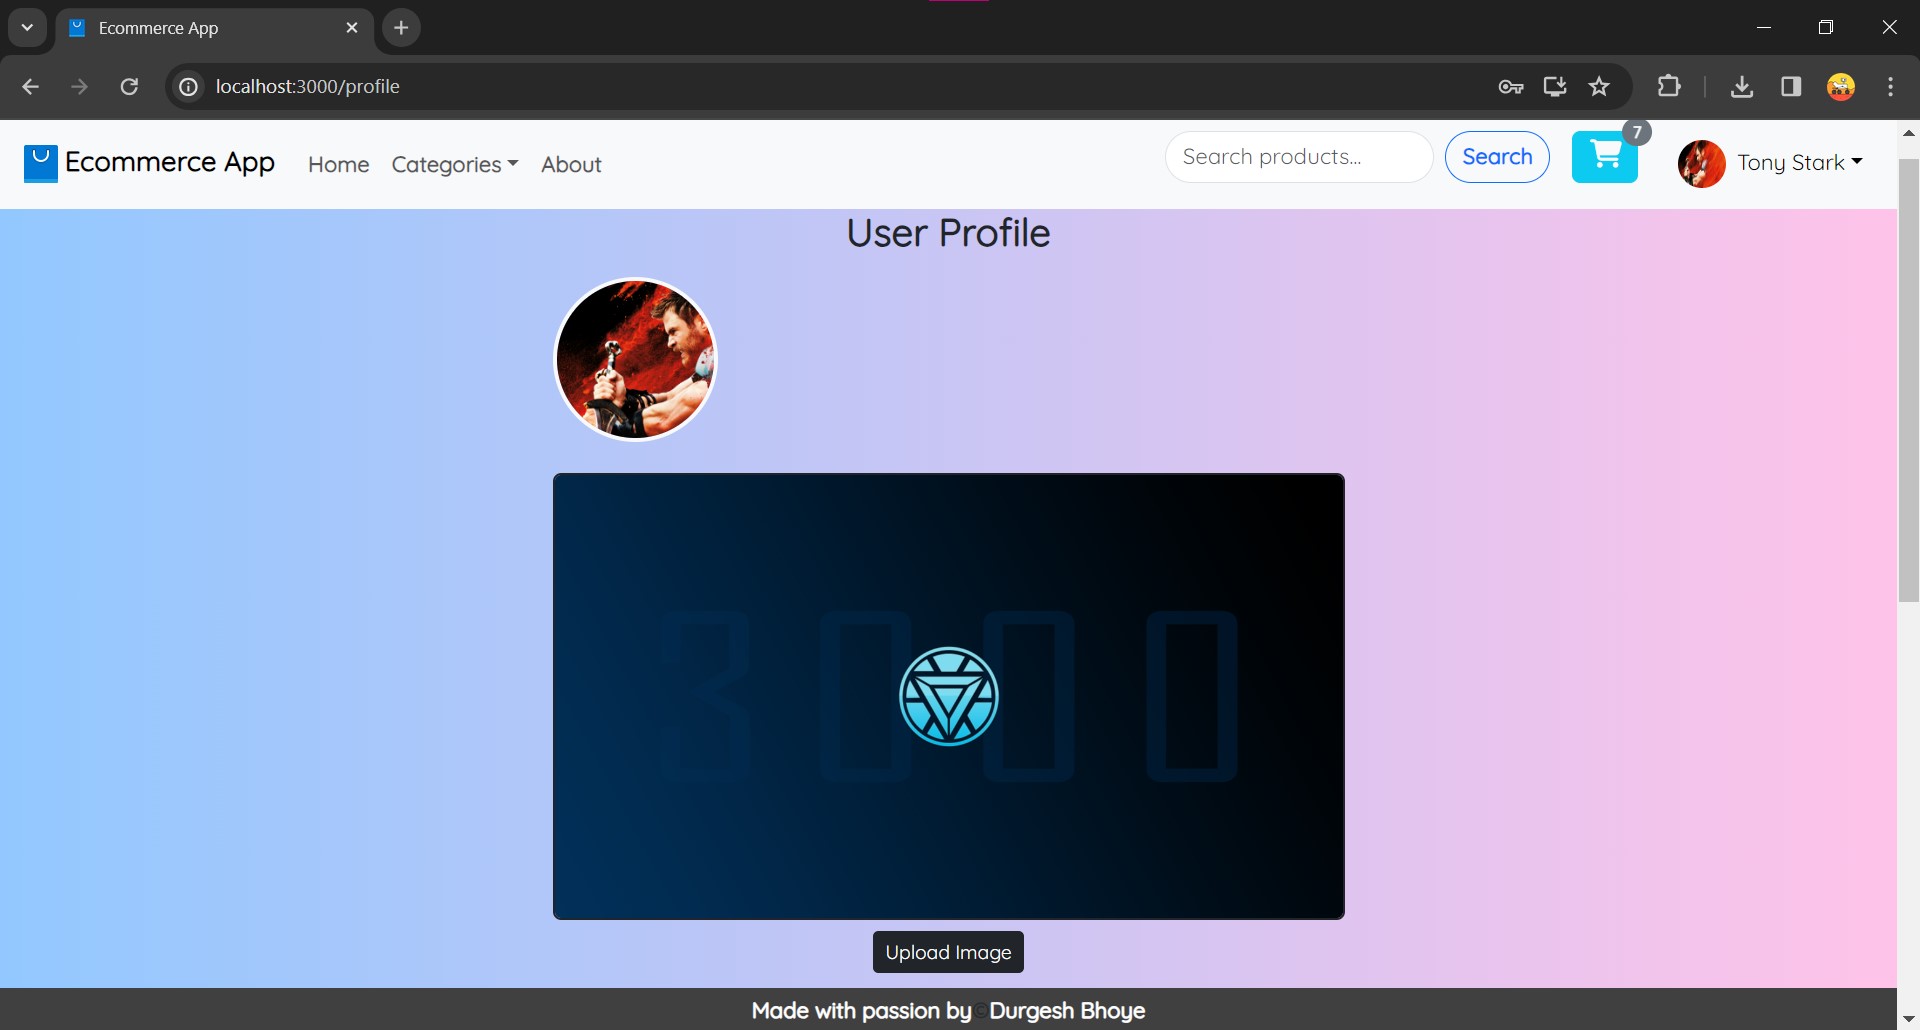 Ecommerce App
localhost:3000/profile
Ecommerce App
Home
Categories
About
Search products...
Search
7
Tony Stark
User Profile
3000
Upload Image
Made with passion by©Durgesh Bhoye